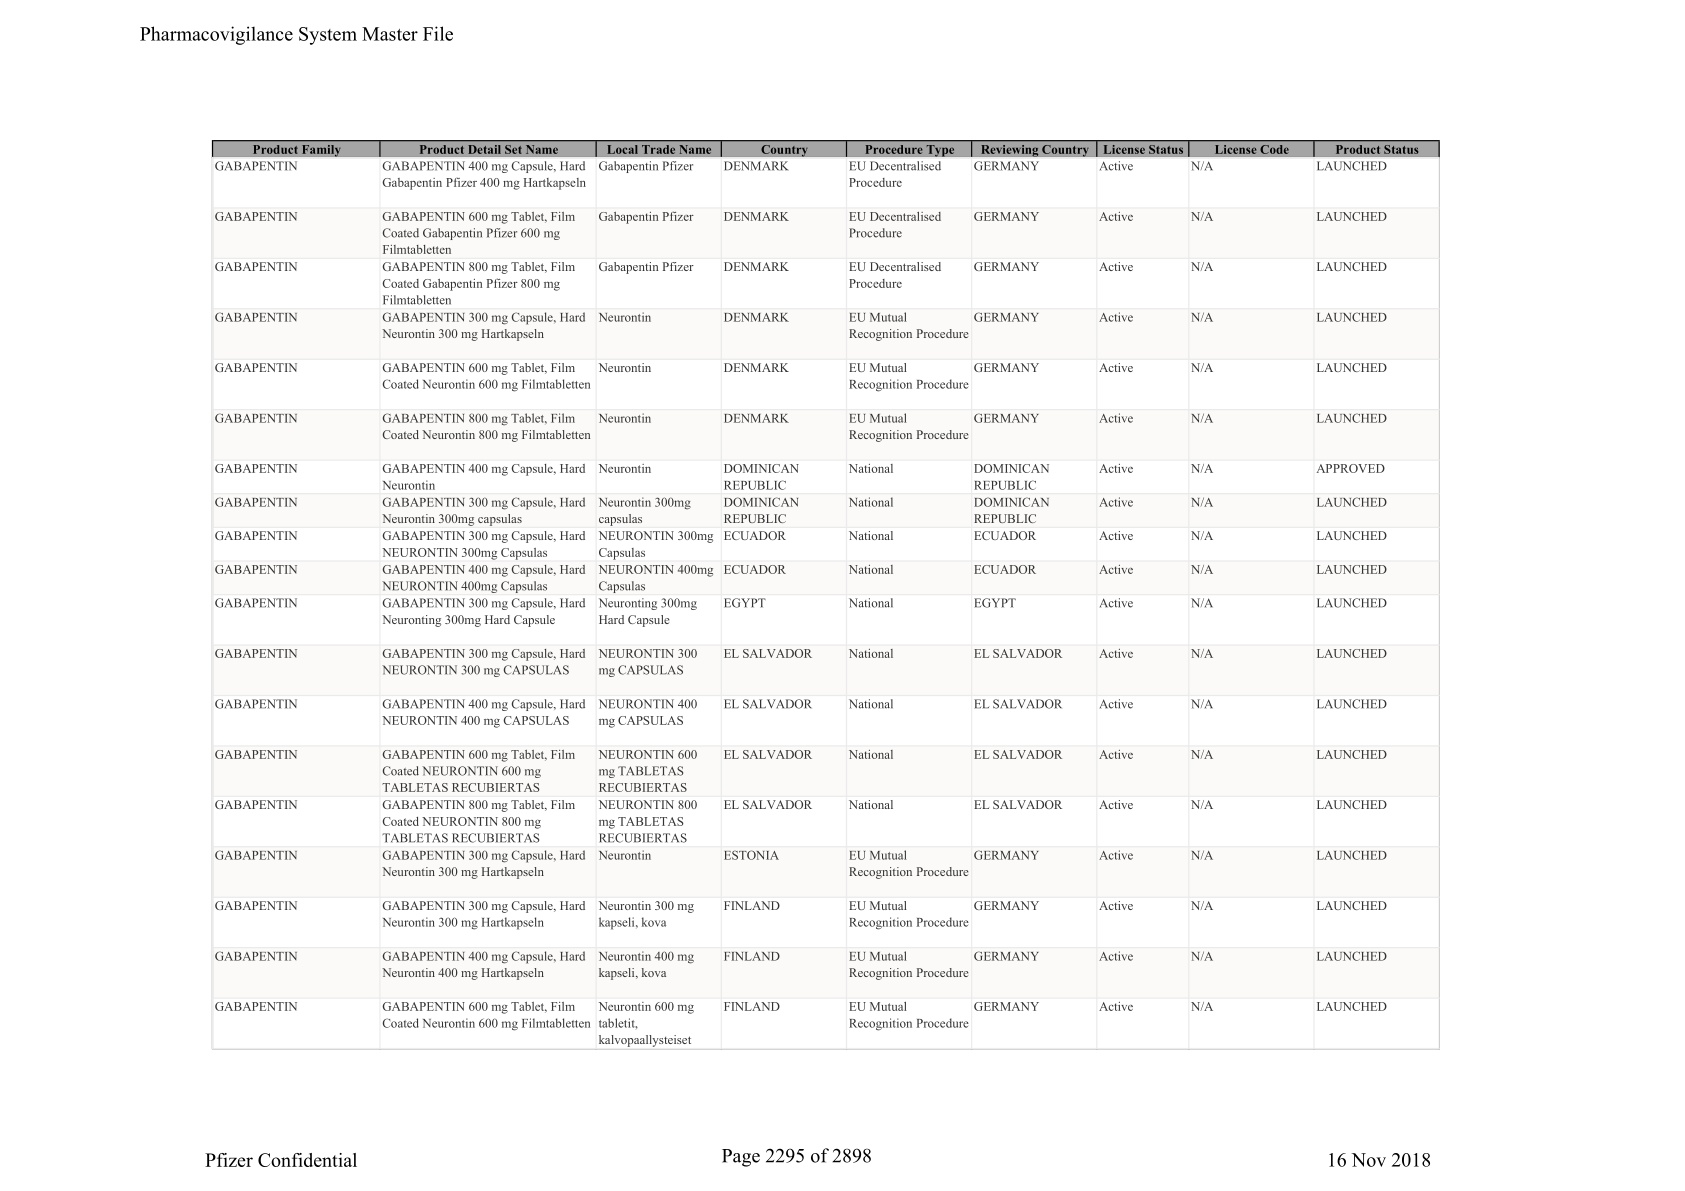 Pharmacovigilance System Master File
Product Family Product Detail Set Name Local Trade Name Country Procedure Type Reviewing Country License Status License Code Product Status
GABAPENTIN GABAPENTIN 400 mg Capsule, Hard Gabapentin Pfizer DENMARK EU Decentralised GERMANY Active N/A LAUNCHED
Gabapentin Pfizer 400 mg Hartkapseln Procedure
GABAPENTIN GABAPENTIN 600 mg Tablet, Film Gabapentin Pfizer DENMARK EU Decentralised GERMANY Active N/A LAUNCHED
Coated Gabapentin Pfizer 600 mg Procedure
Filmtabletten
GABAPENTIN GABAPENTIN 800 mg Tablet, Film Gabapentin Pfizer DENMARK EU Decentralised GERMANY Active N/A LAUNCHED
Coated Gabapentin Pfizer 800 mg Procedure
Filmtabletten
GABAPENTIN GABAPENTIN 300 mg Capsule, Hard Neurontin DENMARK EU Mutual GERMANY Active N/A LAUNCHED
Neurontin 300 mg Hartkapseln Recognition Procedure
GABAPENTIN GABAPENTIN 600 mg Tablet, Film Neurontin DENMARK EU Mutual GERMANY Active N/A LAUNCHED
Coated Neurontin 600 mg Filmtabletten Recognition Procedure
GABAPENTIN GABAPENTIN 800 mg Tablet, Film Neurontin DENMARK EU Mutual GERMANY Active N/A LAUNCHED
Coated Neurontin 800 mg Filmtabletten Recognition Procedure
GABAPENTIN GABAPENTIN 400 mg Capsule, Hard Neurontin DOMINICAN National DOMINICAN Active N/A APPROVED
Neurontin REPUBLIC REPUBLIC
GABAPENTIN GABAPENTIN 300 mg Capsule, Hard Neurontin 300mg DOMINICAN National DOMINICAN Active N/A LAUNCHED
Neurontin 300mg capsulas capsulas REPUBLIC REPUBLIC
GABAPENTIN GABAPENTIN 300 mg Capsule, Hard NEURONTIN 300mg ECUADOR National ECUADOR Active N/A LAUNCHED
NEURONTIN 300mg Capsulas Capsulas
GABAPENTIN GABAPENTIN 400 mg Capsule, Hard NEURONTIN 400mg ECUADOR National ECUADOR Active N/A LAUNCHED
NEURONTIN 400mg Capsulas Capsulas
GABAPENTIN GABAPENTIN 300 mg Capsule, Hard Neuronting 300mg EGYPT National EGYPT Active N/A LAUNCHED
Neuronting 300mg Hard Capsule Hard Capsule
GABAPENTIN GABAPENTIN 300 mg Capsule, Hard NEURONTIN 300 EL SALVADOR National EL SALVADOR Active N/A LAUNCHED
NEURONTIN 300 mg CAPSULAS mg CAPSULAS
GABAPENTIN GABAPENTIN 400 mg Capsule, Hard NEURONTIN 400 EL SALVADOR National EL SALVADOR Active N/A LAUNCHED
NEURONTIN 400 mg CAPSULAS mg CAPSULAS
GABAPENTIN GABAPENTIN 600 mg Tablet, Film NEURONTIN 600 EL SALVADOR National EL SALVADOR Active N/A LAUNCHED
Coated NEURONTIN 600 mg mg TABLETAS
TABLETAS RECUBIERTAS RECUBIERTAS
GABAPENTIN GABAPENTIN 800 mg Tablet, Film NEURONTIN 800 EL SALVADOR National EL SALVADOR Active N/A LAUNCHED
Coated NEURONTIN 800 mg mg TABLETAS
TABLETAS RECUBIERTAS RECUBIERTAS
GABAPENTIN GABAPENTIN 300 mg Capsule, Hard Neurontin ESTONIA EU Mutual GERMANY Active N/A LAUNCHED
Neurontin 300 mg Hartkapseln Recognition Procedure
GABAPENTIN GABAPENTIN 300 mg Capsule, Hard Neurontin 300 mg FINLAND EU Mutual GERMANY Active N/A LAUNCHED
Neurontin 300 mg Hartkapseln kapseli, kova Recognition Procedure
GABAPENTIN GABAPENTIN 400 mg Capsule, Hard Neurontin 400 mg FINLAND EU Mutual GERMANY Active N/A LAUNCHED
Neurontin 400 mg Hartkapseln kapseli, kova Recognition Procedure
GABAPENTIN GABAPENTIN 600 mg Tablet, Film Neurontin 600 mg FINLAND EU Mutual GERMANY Active N/A LAUNCHED
Coated Neurontin 600 mg Filmtabletten tabletit, Recognition Procedure
kalvopaallysteiset
Pfizer Confidential Page 2295 of 2898 16 Nov 2018